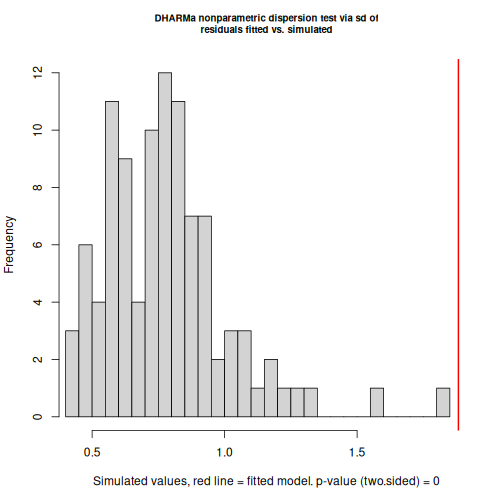 DHARMa nonparametric dispersion test via sd of
residuals fitted vs. simulated
Frequency
12
10
8
6
4
2
0
0.5 1.0 1.5
Simulated values, red line = fitted model. p-value (two.sided) = 0